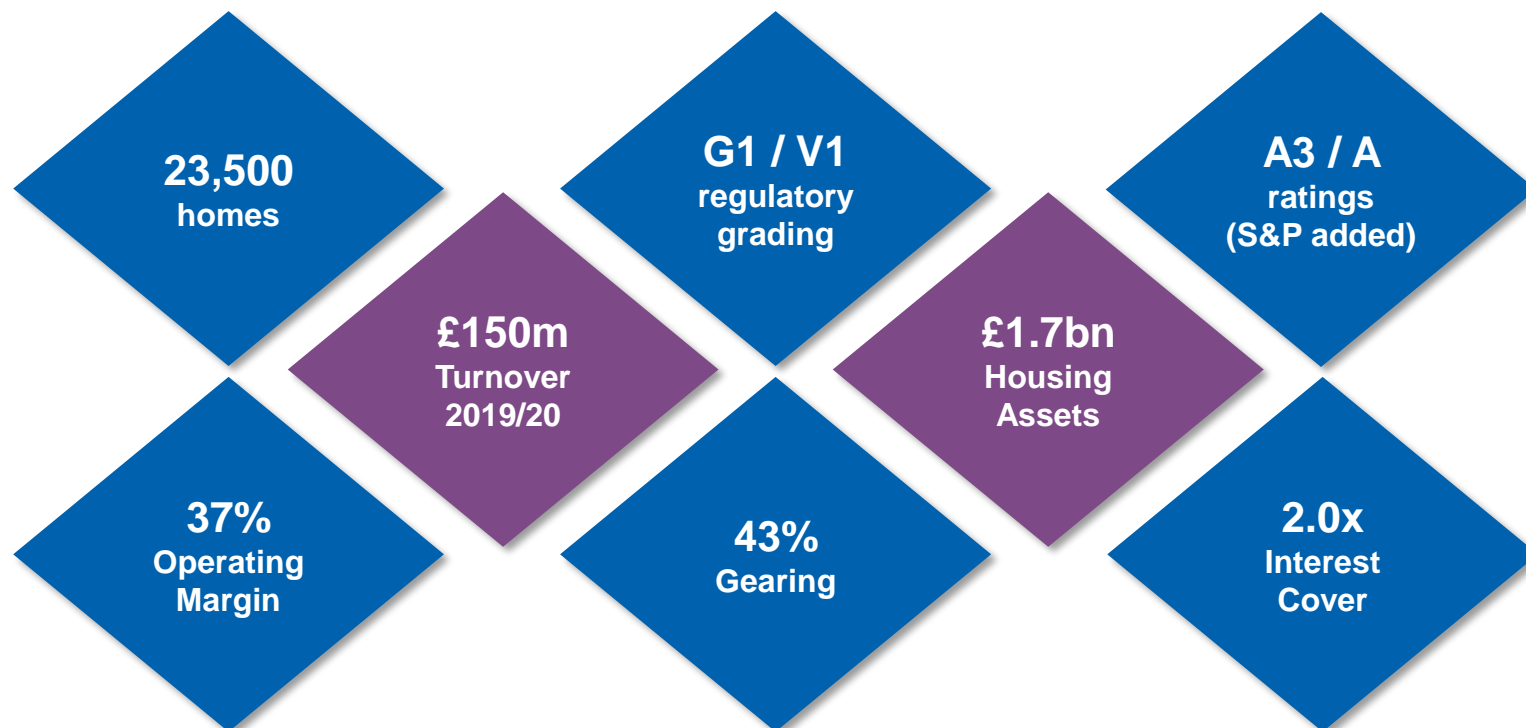 23,500
homes
G1 / V1
regulatory
grading
A3 / A
ratings
(S&P added)
£150m
Turnover
2019/20
£1.7bn
Housing
Assets
37%
Operating
Margin
43%
Gearing
2.0x
Interest
Cover